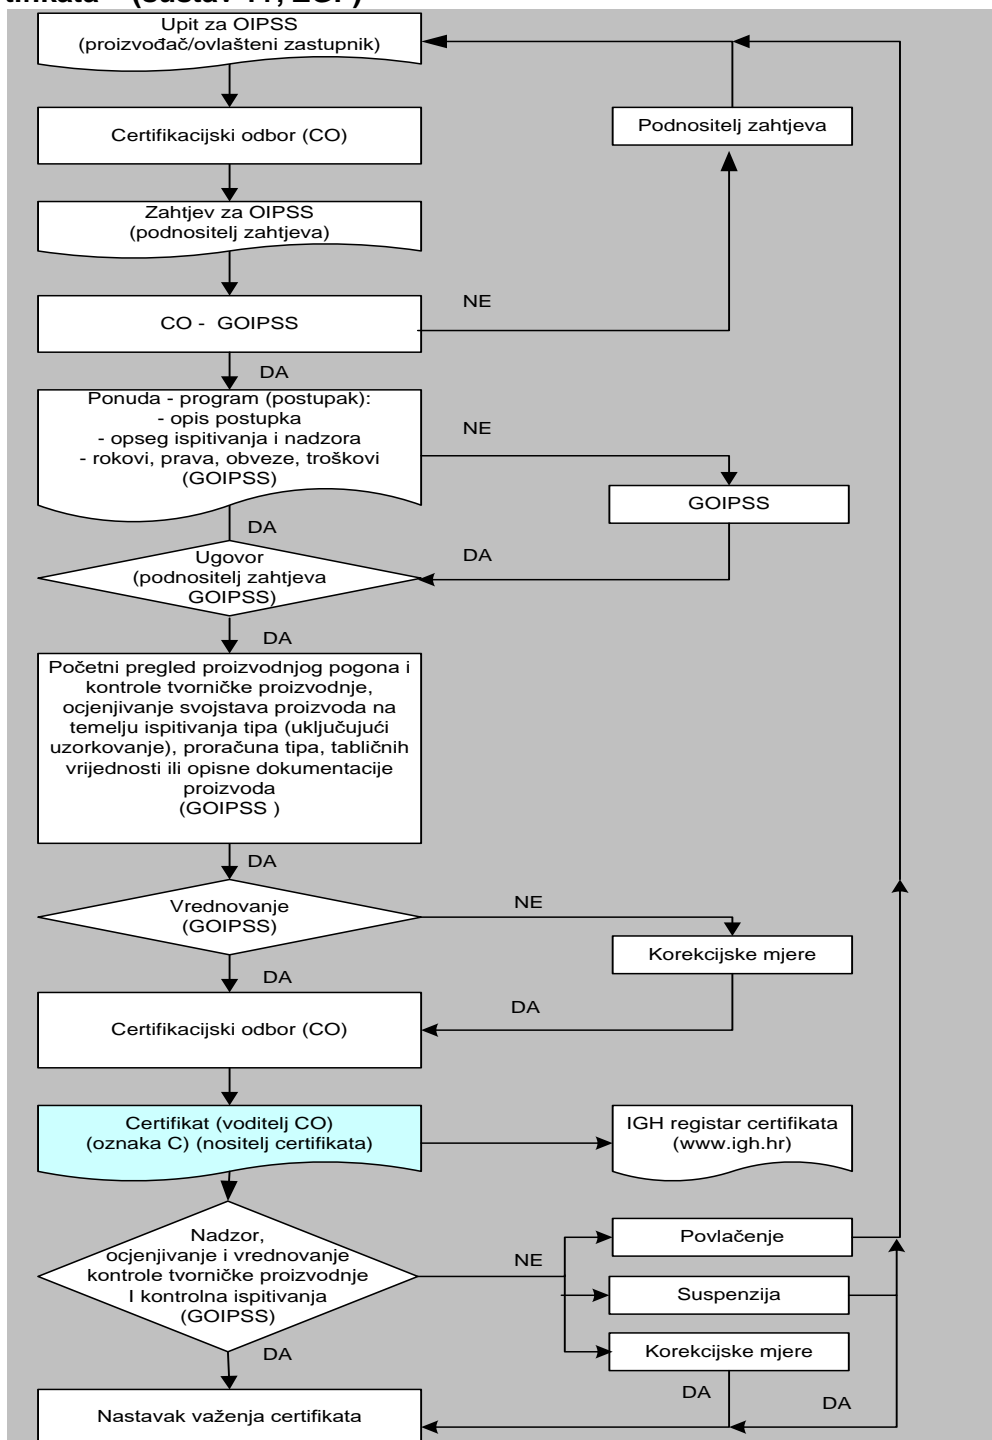 Upit za OIPSS
(proizvođač/ovlašteni zastupnik)
Certifikacijski odbor (CO)
Podnositelj zahtjeva
Zahtjev za OIPSS
(podnositelj zahtjeva)
NE
CO - GOIPSS
DA
Ponuda - program (postupak):
- opis postupka
- opseg ispitivanja i nadzora
- rokovi, prava, obveze, troškovi
(GOIPSS)
NE
GOIPSS
DA
Ugovor
(podnositelj zahtjeva
GOIPSS)
DA
DA
Početni pregled proizvodnjog pogona i
kontrole tvorničke proizvodnje,
ocjenjivanje svojstava proizvoda na
temelju ispitivanja tipa (uključujući
uzorkovanje), proračuna tipa, tabličnih
vrijednosti ili opisne dokumentacije
proizvoda
(GOIPSS )
DA
Vrednovanje
(GOIPSS)
NE
Korekcijske mjere
DA
DA
Certifikacijski odbor (CO)
Certifikat (voditelj CO)
(oznaka C) (nositelj certifikata)
IGH registar certifikata
(www.igh.hr)
Nadzor,
ocjenjivanje i vrednovanje
kontrole tvorničke proizvodnje
I kontrolna ispitivanja
(GOIPSS)
NE
Povlačenje
Suspenzija
Korekcijske mjere
DA
DA
DA
Nastavak važenja certifikata